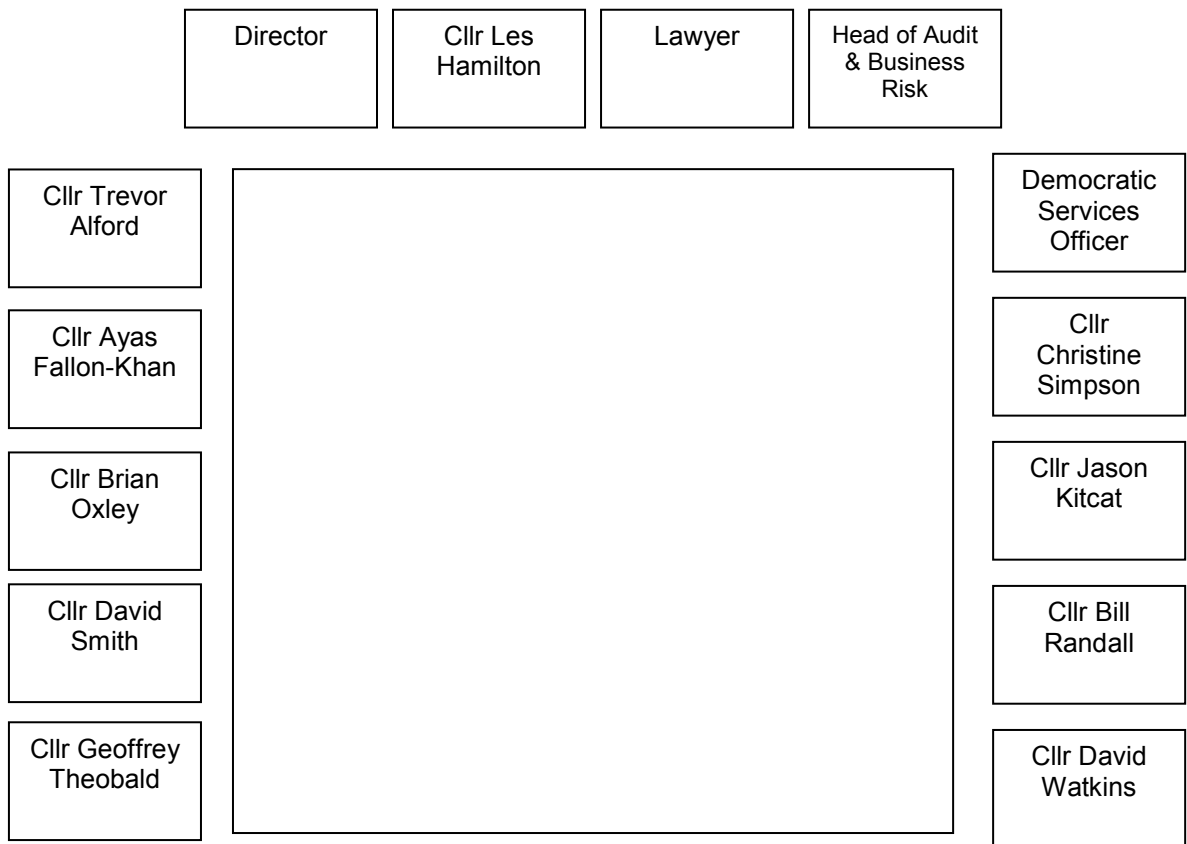 Director
Cllr Les
Hamilton
Lawyer
Head of Audit
& Business
Risk
Cllr Trevor
Alford
Cllr Ayas
Fallon-Khan
Cllr Brian
Oxley
Cllr David
Smith
Cllr Geoffrey
Theobald
Democratic
Services
Officer
Cllr
Christine
Simpson
Cllr Jason
Kitcat
Cllr Bill
Randall
Cllr David
Watkins